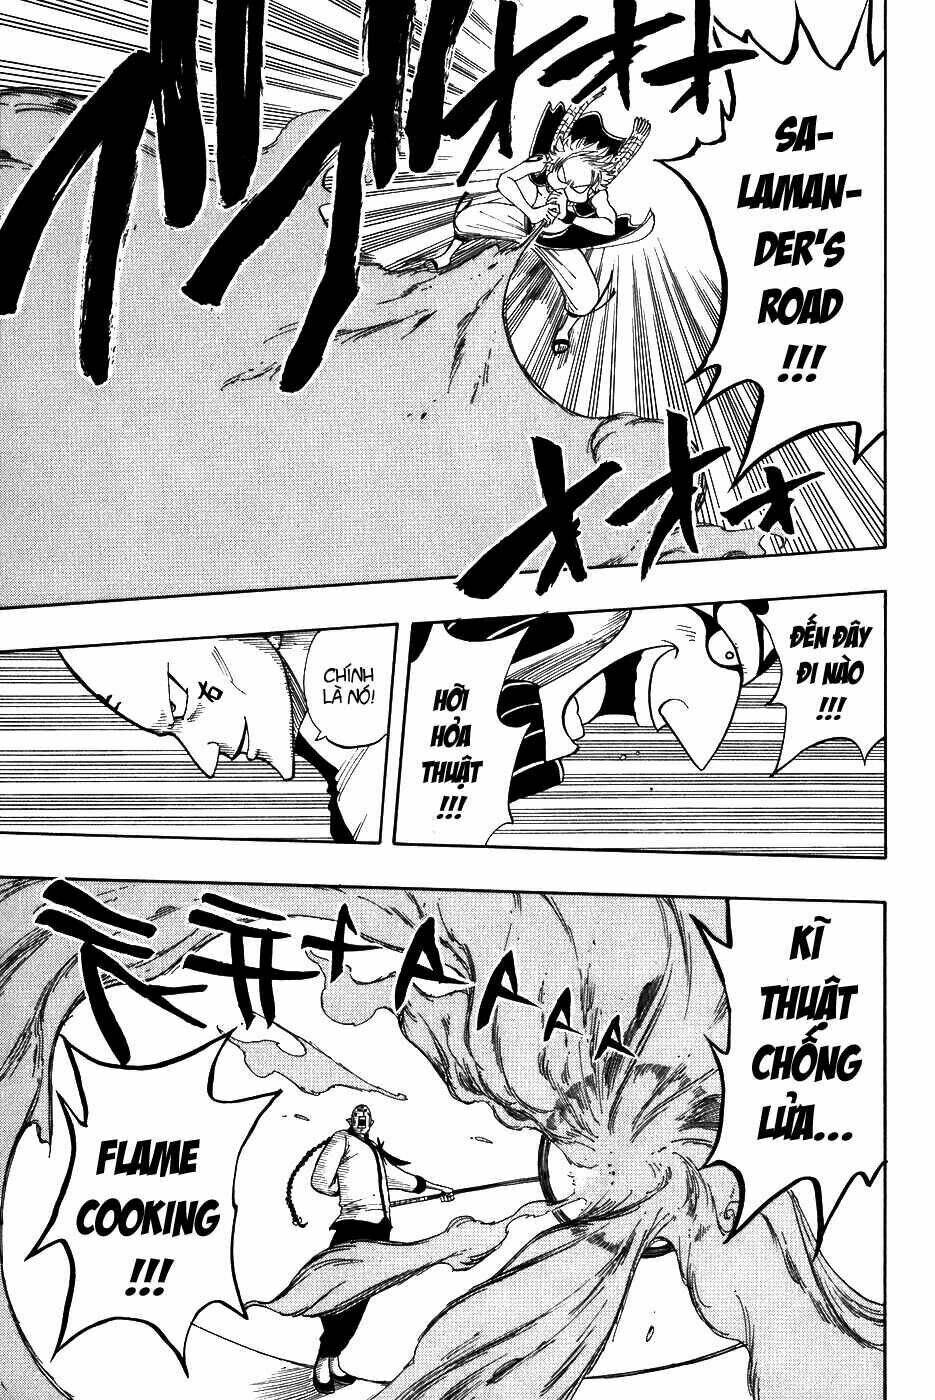 SA-
LAMAN-
DER'S
ROAD
!!!
ĐẾN ĐÂY
ĐI NÀO
!!!
HỠI
HỎA
THUẬT
!!!
CHÍNH
LÀ NÓ!
KĨ
THUẬT
CHỐNG
LỬA...
FLAME
COOKING
!!!